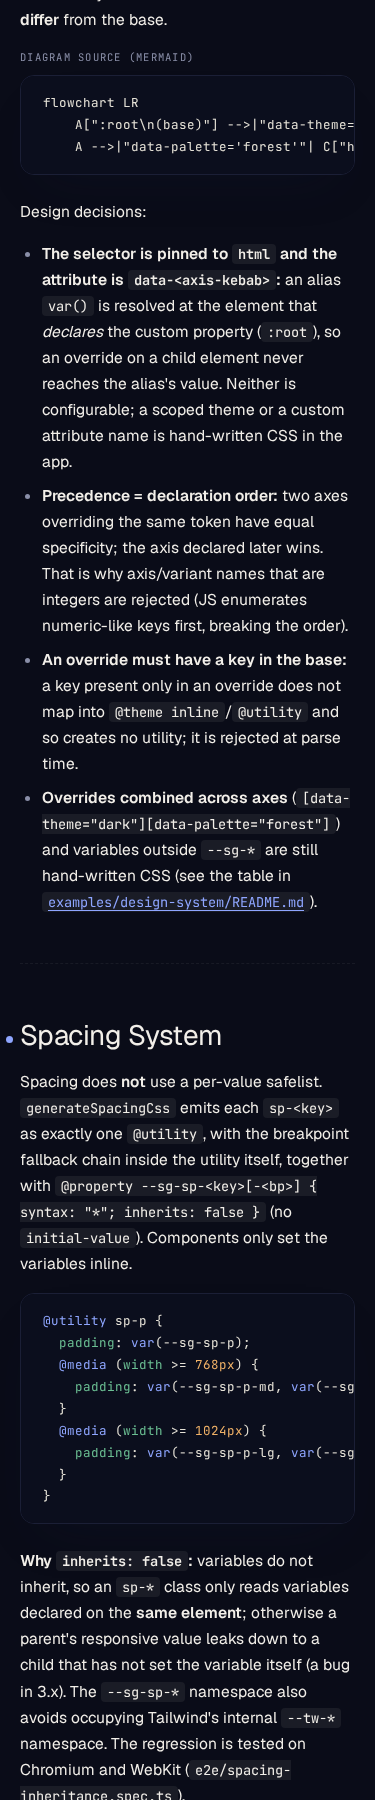 differ from the base.
DIAGRAM SOURCE (MERMAID)
flowchart LR
A[":root\n(base)"] -->|"data-theme=
A -->|"data-palette='forest'"| C["h
Design decisions:
The selector is pinned to html and the
attribute is data-<axis-kebab>: an alias
var() is resolved at the element that
declares the custom property (:root), so
an override on a child element never
reaches the alias's value. Neither is
configurable; a scoped theme or a custom
attribute name is hand-written CSS in the
app.
Precedence = declaration order: two axes
overriding the same token have equal
specificity; the axis declared later wins.
That is why axis/variant names that are
integers are rejected (JS enumerates
numeric-like keys first, breaking the order).
An override must have a key in the base:
a key present only in an override does not
map into @theme inline/@utility and
so creates no utility; it is rejected at parse
time.
Overrides combined across axes ([data-
theme="dark"][data-palette="forest"])
and variables outside --sg-* are still
hand-written CSS (see the table in
examples/design-system/README.md).
Spacing System
Spacing does not use a per-value safelist.
generateSpacingCss emits each sp-<key>
as exactly one @utility, with the breakpoint
fallback chain inside the utility itself, together
with @property --sg-sp-<key>[-<bp>] {
syntax: "*"; inherits: false } (no
initial-value). Components only set the
variables inline.
@utility sp-p {
padding: var(--sg-sp-p);
@media (width >= 768px) {
padding: var(--sg-sp-p-md, var(--sg
}
@media (width >= 1024px) {
padding: var(--sg-sp-p-lg, var(--sg
}
}
Why inherits: false: variables do not
inherit, so an sp-* class only reads variables
declared on the same element; otherwise a
parent's responsive value leaks down to a
child that has not set the variable itself (a bug
in 3.x). The --sg-sp-* namespace also
avoids occupying Tailwind's internal --tw-*
namespace. The regression is tested on
Chromium and WebKit (e2e/spacing-
inheritance.spec.ts).